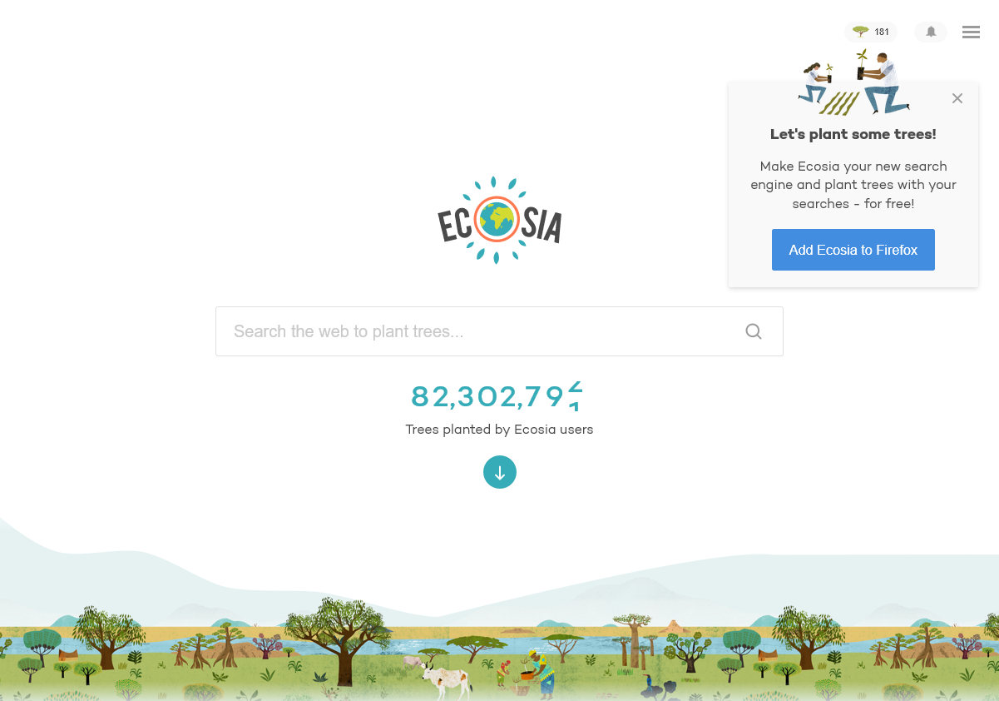 181
Let's plant some trees!
Make Ecosia your new search
engine and plant trees with your
searches - for free!
Add Ecosia to Firefox
ECOSIA
Search the web to plant trees...
82,302,79
Trees planted by Ecosia users